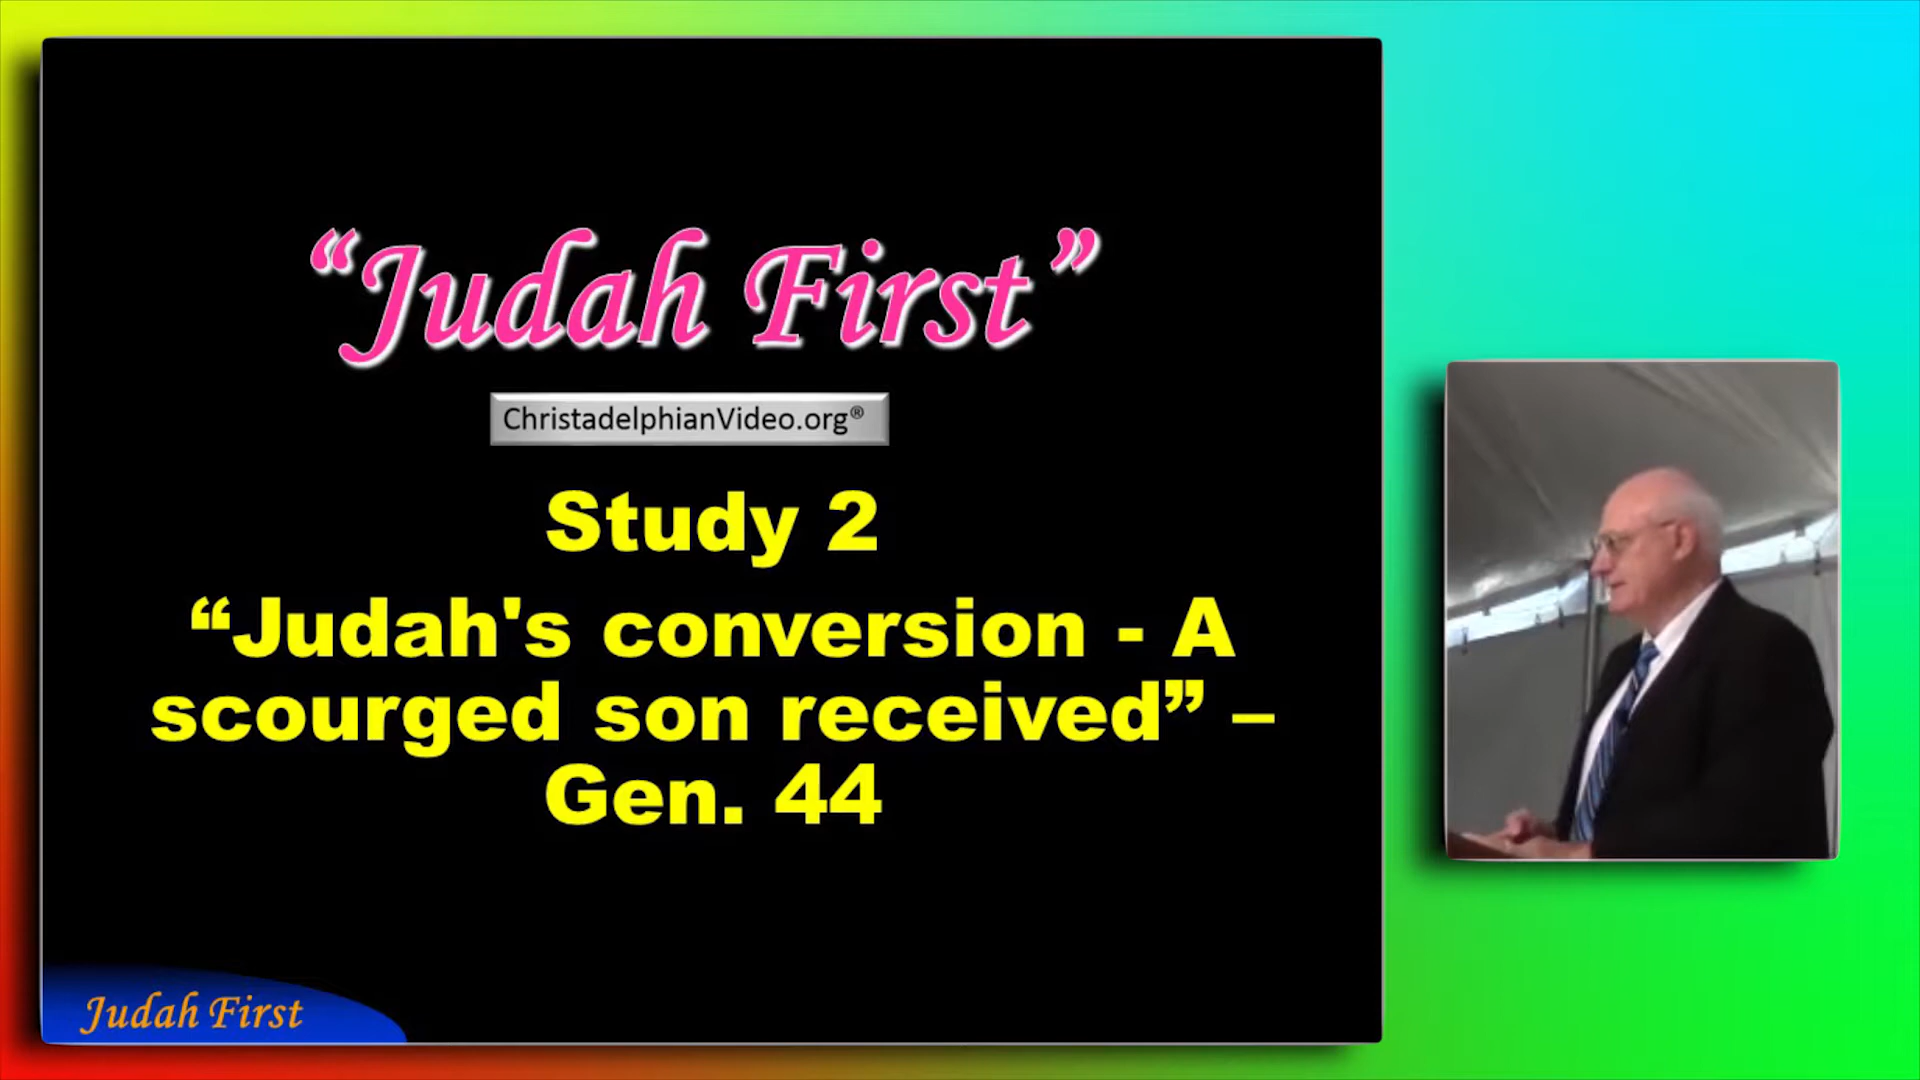 “Judah First”
ChristadelphianVideo.org®
Study 2
“Judah's conversion - A
scourged son received” –
Gen. 44
Judah First